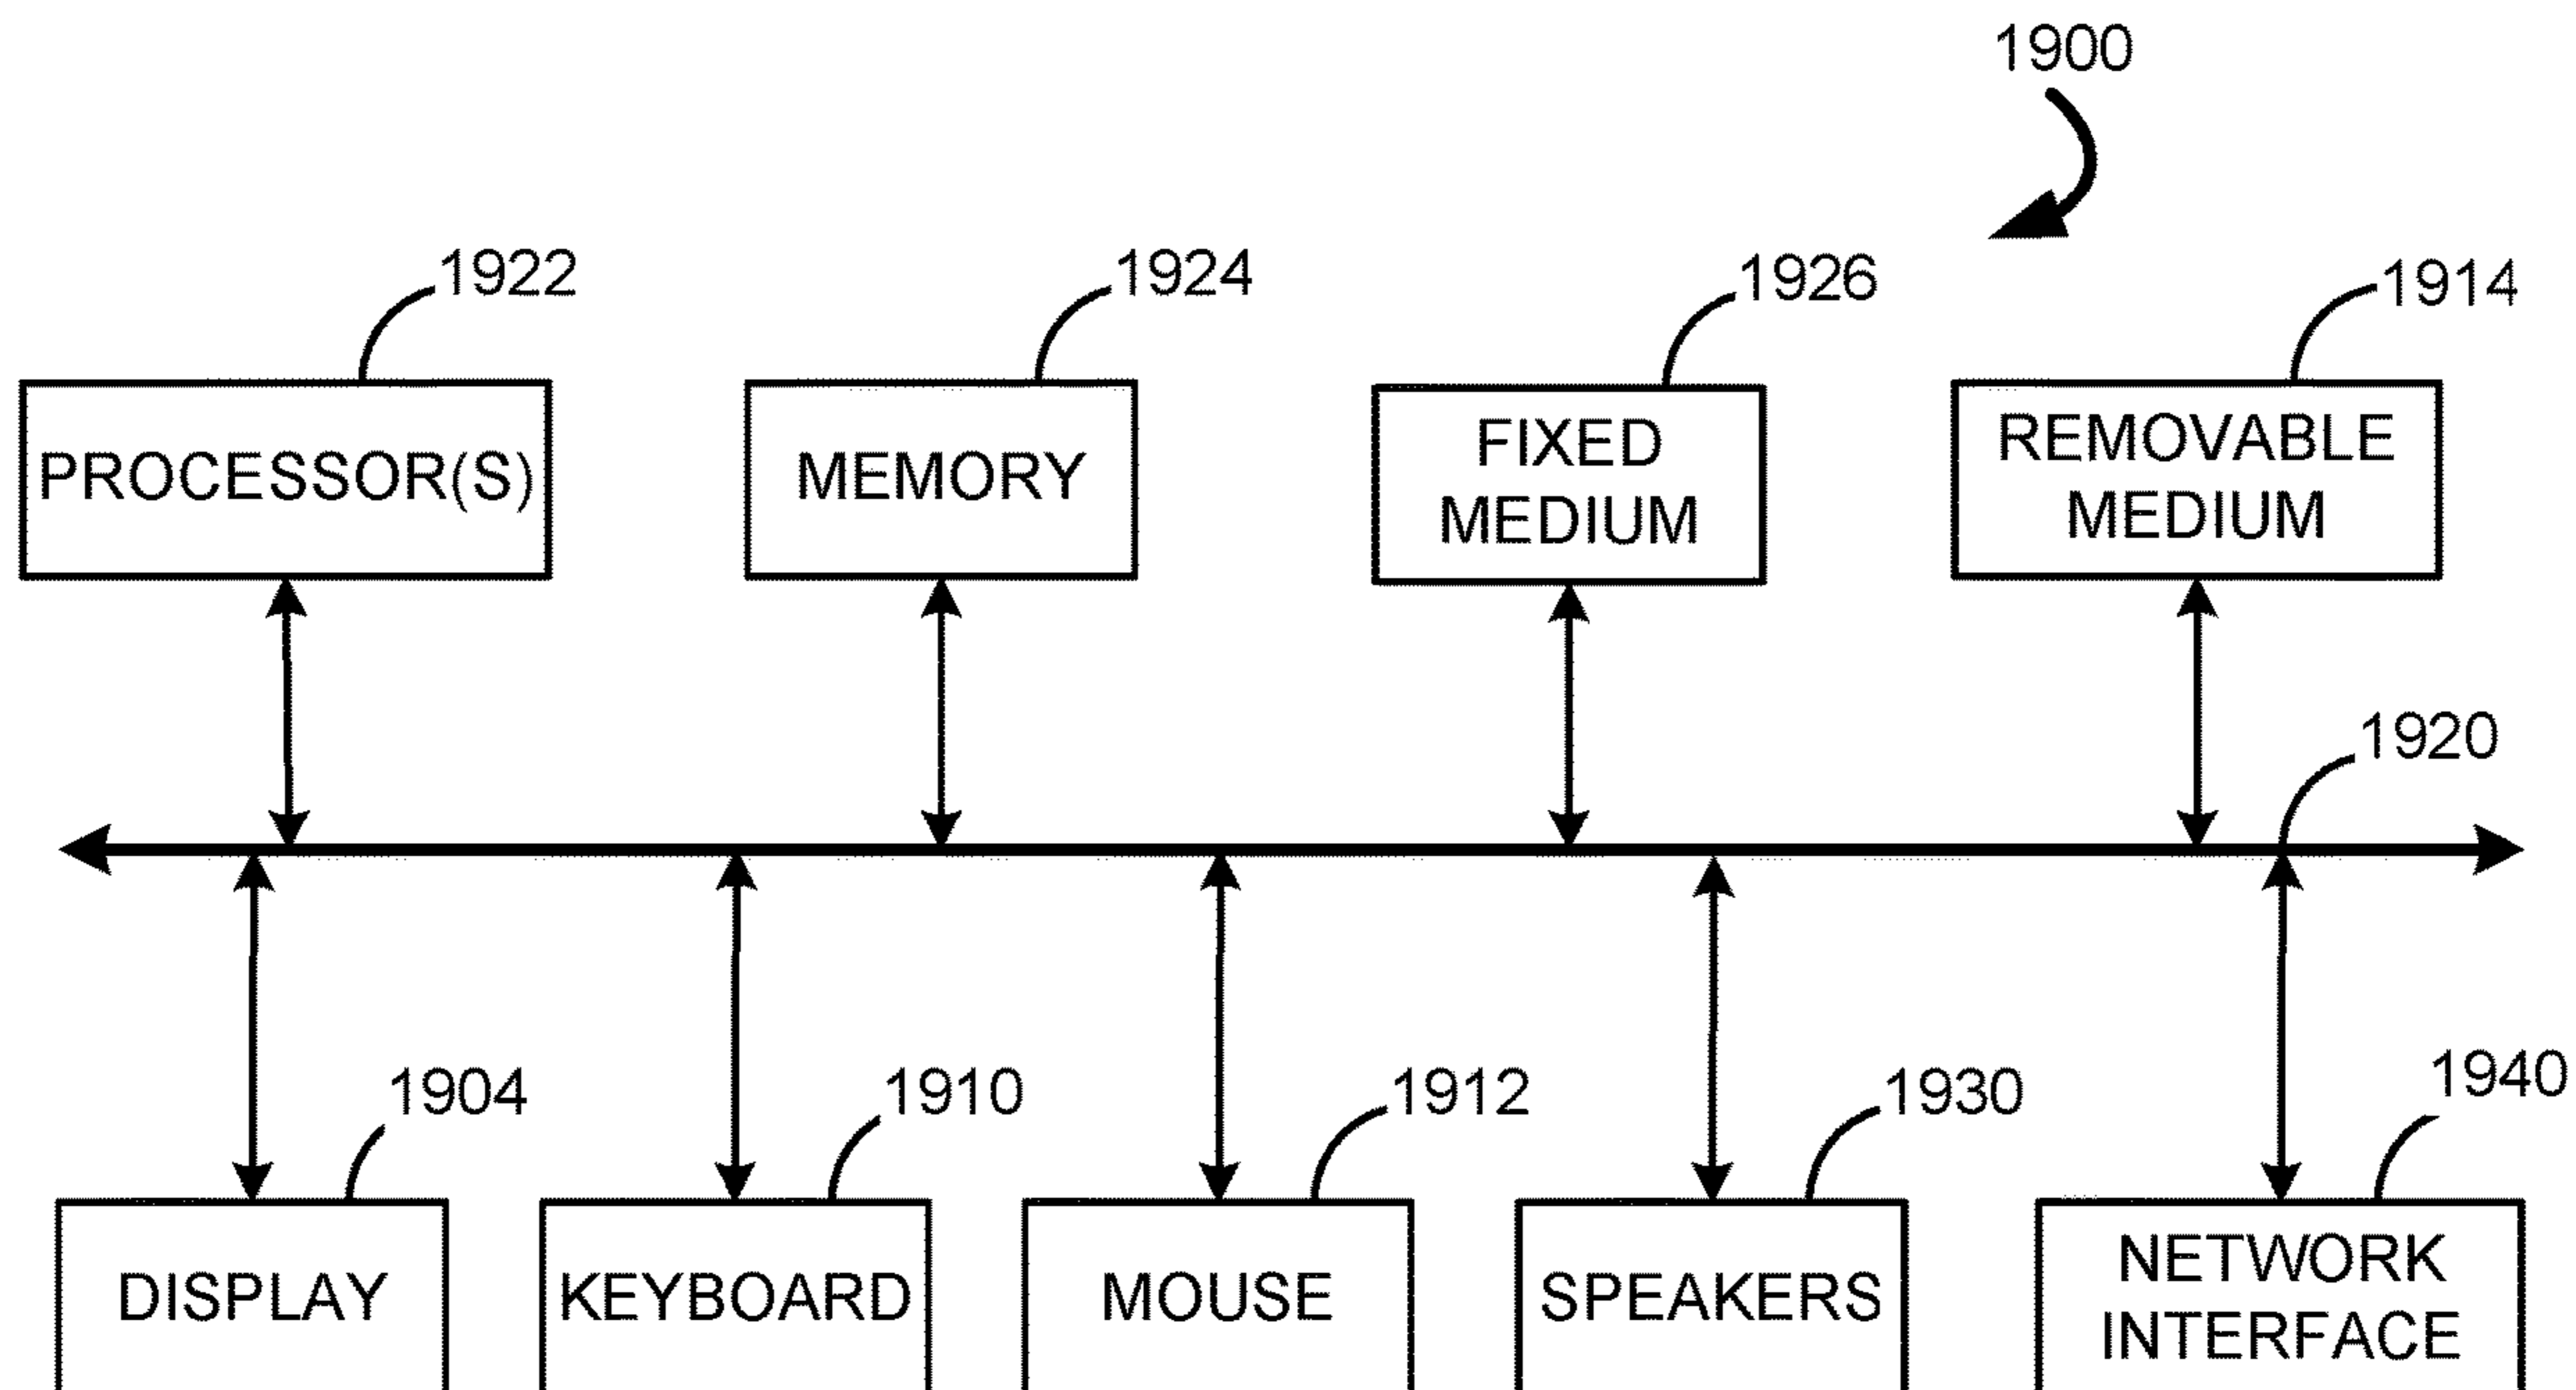 1900
1922
1924
1926
1914
PROCESSOR(S)
MEMORY
FIXED
MEDIUM
REMOVABLE
MEDIUM
1920
1904
1910
1912
1930
1940
DISPLAY
KEYBOARD
MOUSE
SPEAKERS
NETWORK
INTERFACE